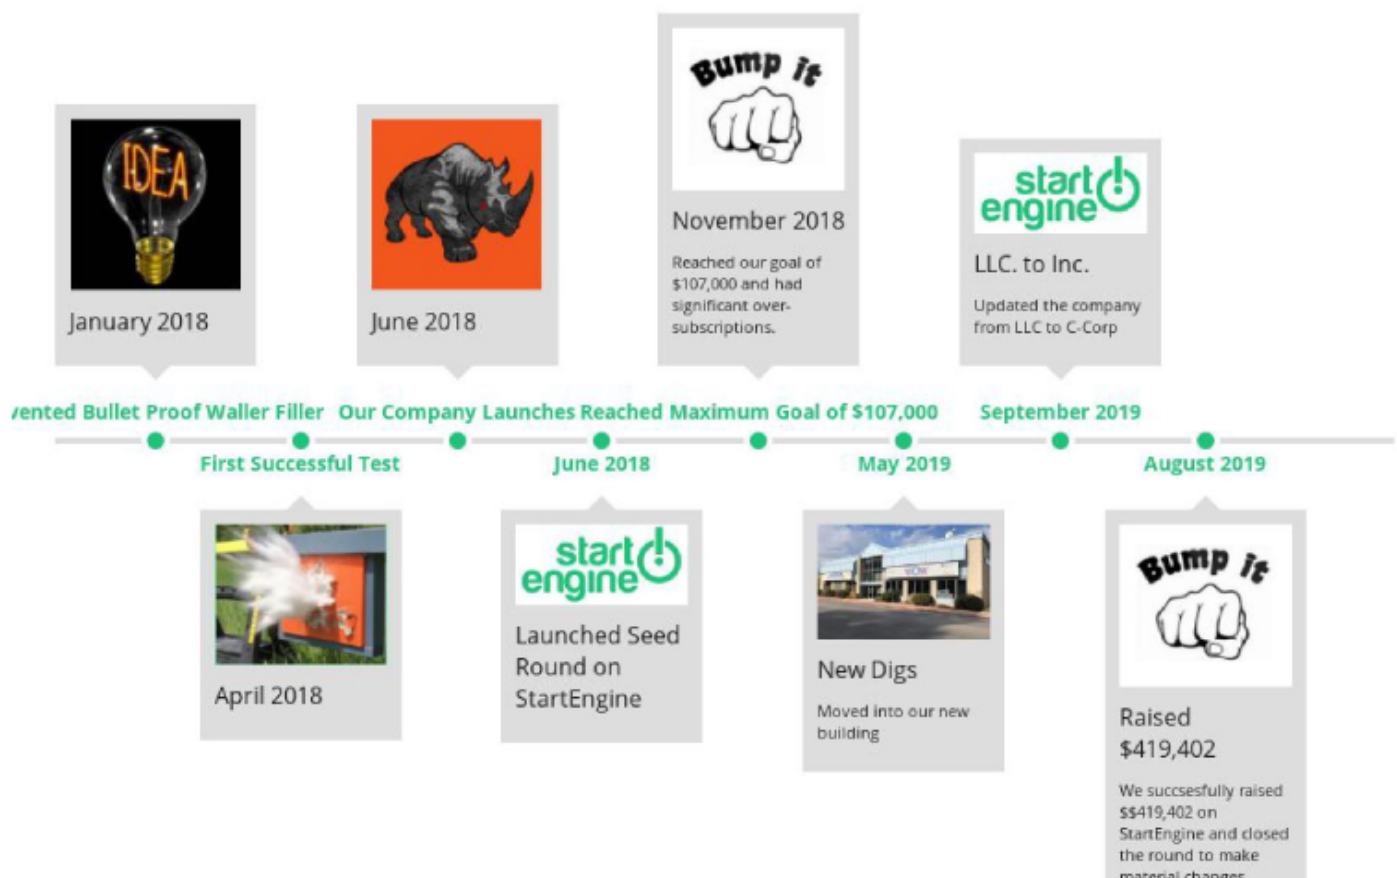 Bump it
November 2018
Reached our goal of
$107,000 and had
significant over-
subscriptions.
IDEA
January 2018
June 2018
start
engine
LLC. to Inc.
Updated the company
from LLC to C-Corp
Bullet Proof Waller Filler
Our Company Launches
Reached Maximum Goal of $107,000
September 2019
First Successful Test
June 2018
May 2019
August 2019
April 2018
start
engine
Launched Seed
Round on
StartEngine
New Digs
Moved into our new
building
Bump it
Raised
$419,402
We succsesfully raised
$$419,402 on
StartEngine and closed
the round to make
material changes